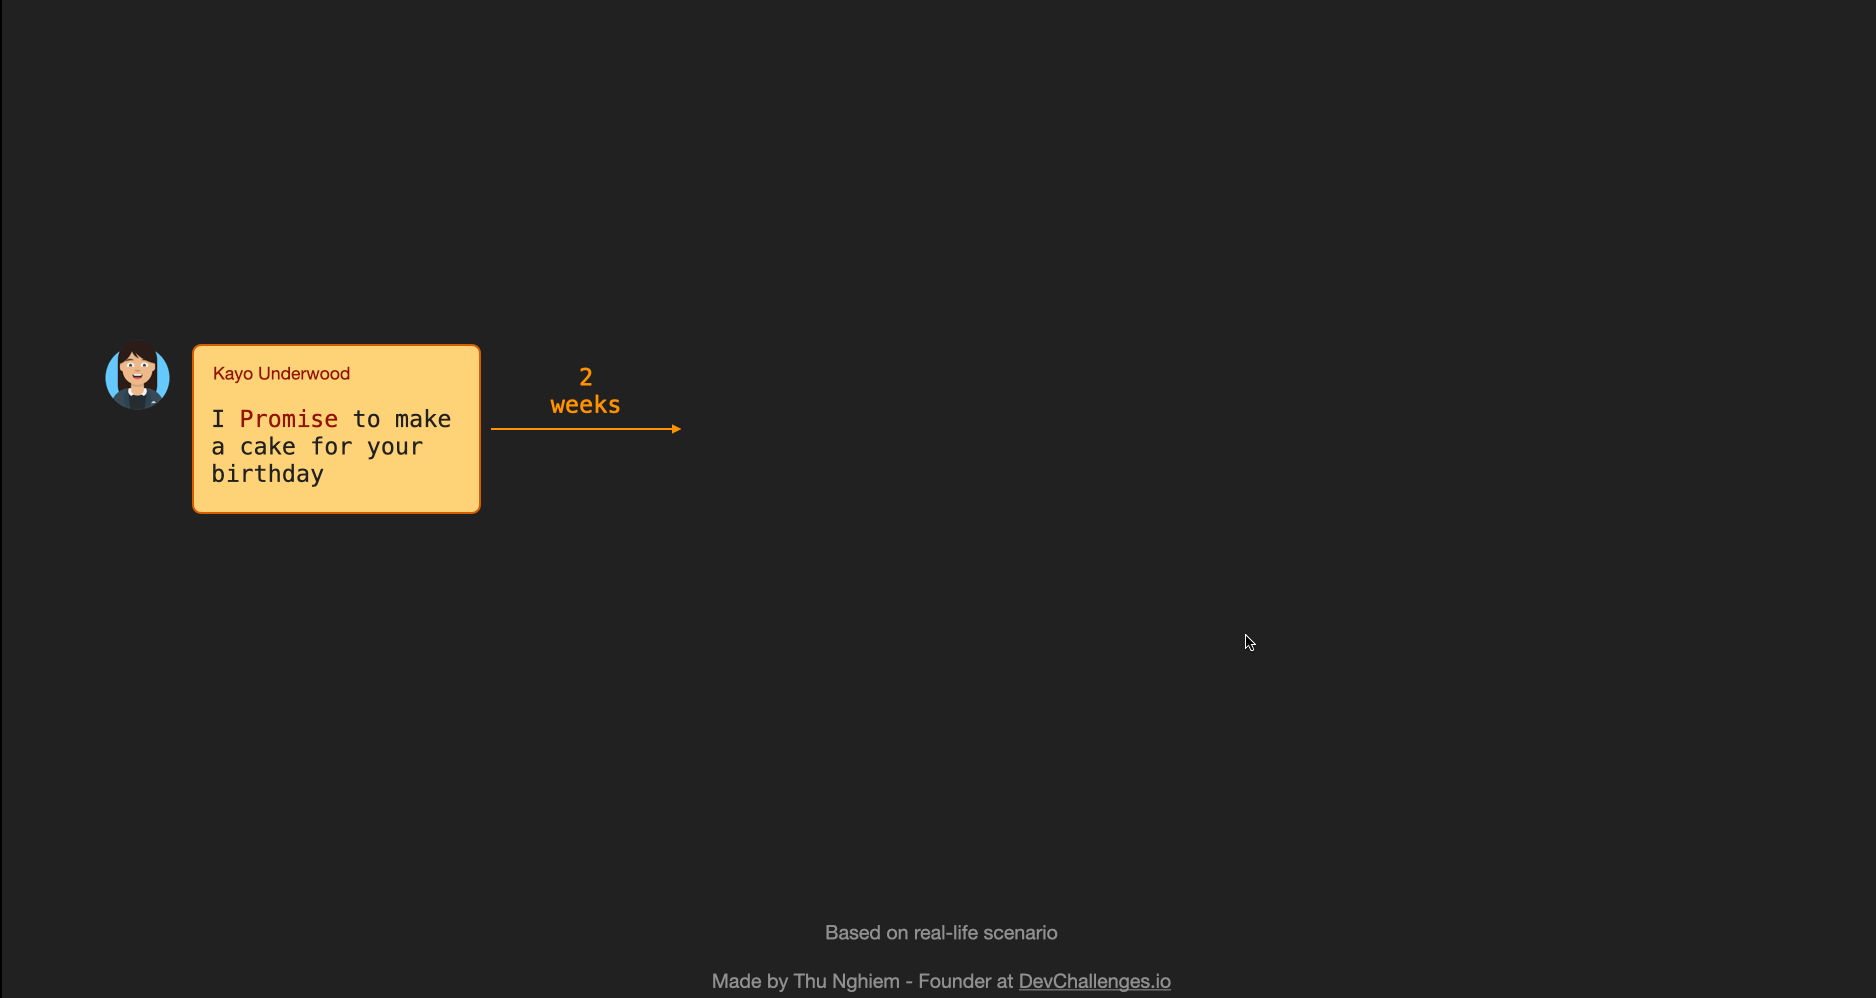 Kayo Underwood
I Promise to make
a cake for your
birthday
2
weeks
Based on real-life scenario
Made by Thu Nghiem - Founder at DevChallenges.io